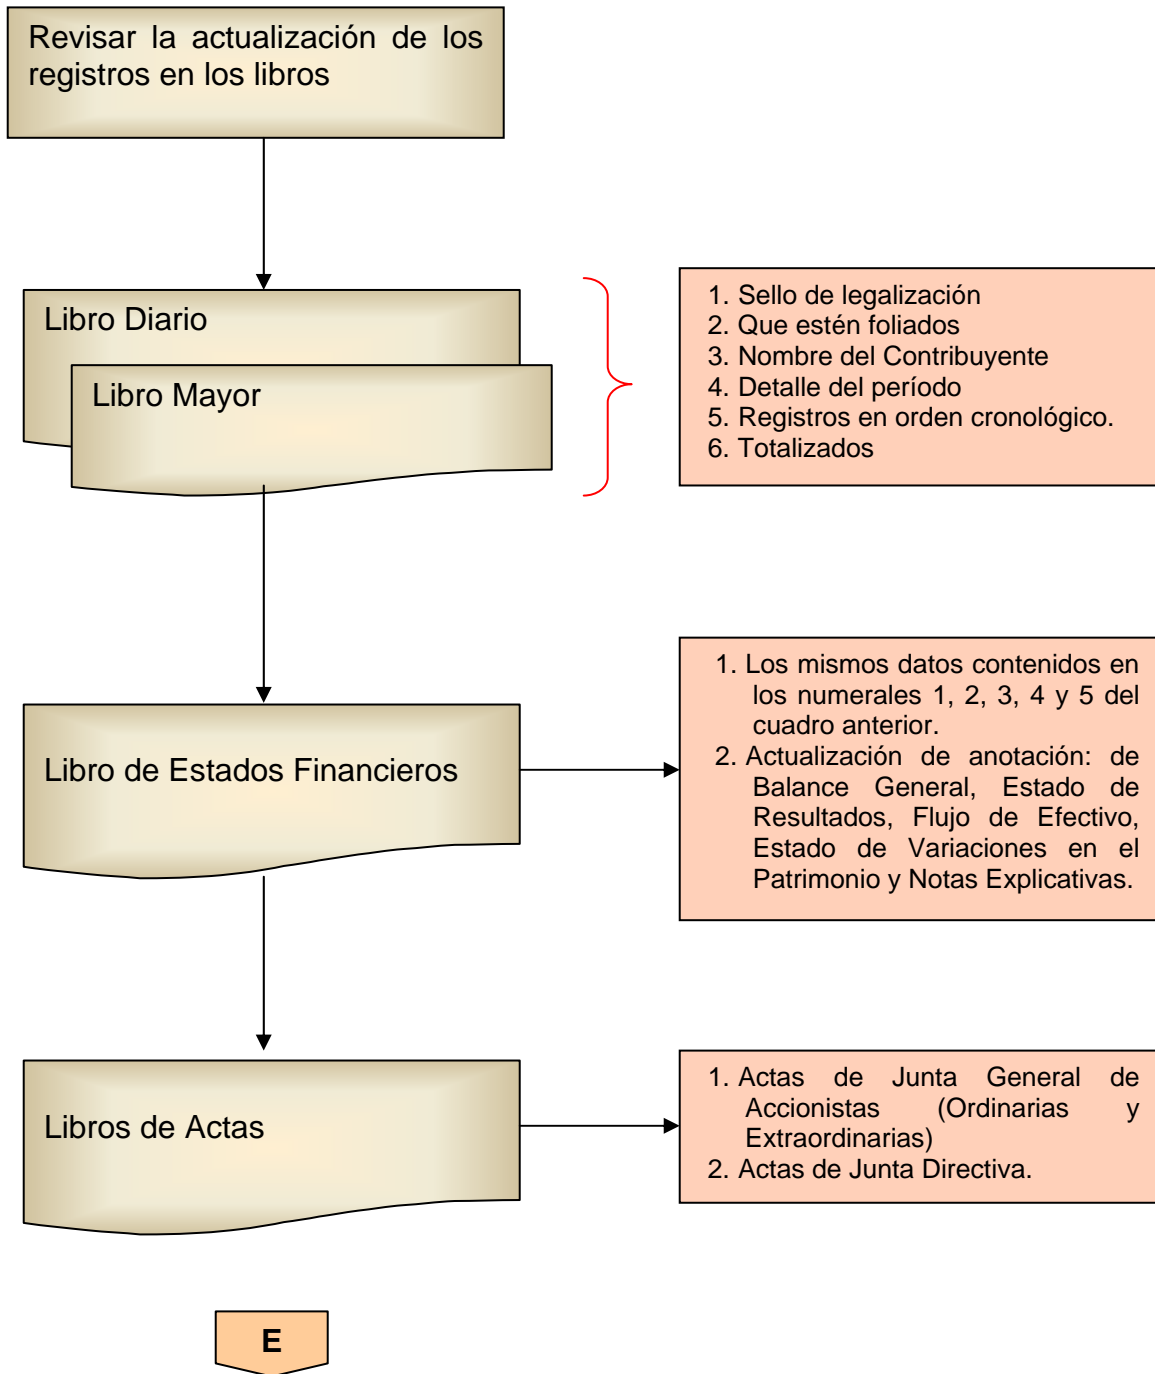 Revisar la actualización de los
registros en los libros
Libro Diario
Libro Mayor
1. Sello de legalización
2. Que estén foliados
3. Nombre del Contribuyente
4. Detalle del período
5. Registros en orden cronológico.
6. Totalizados
Libro de Estados Financieros
1. Los mismos datos contenidos en
los numerales 1, 2, 3, 4 y 5 del
cuadro anterior.
2. Actualización de anotación: de
Balance General, Estado de
Resultados, Flujo de Efectivo,
Estado de Variaciones en el
Patrimonio y Notas Explicativas.
Libros de Actas
1. Actas de Junta General de
Accionistas (Ordinarias y
Extraordinarias)
2. Actas de Junta Directiva.
E